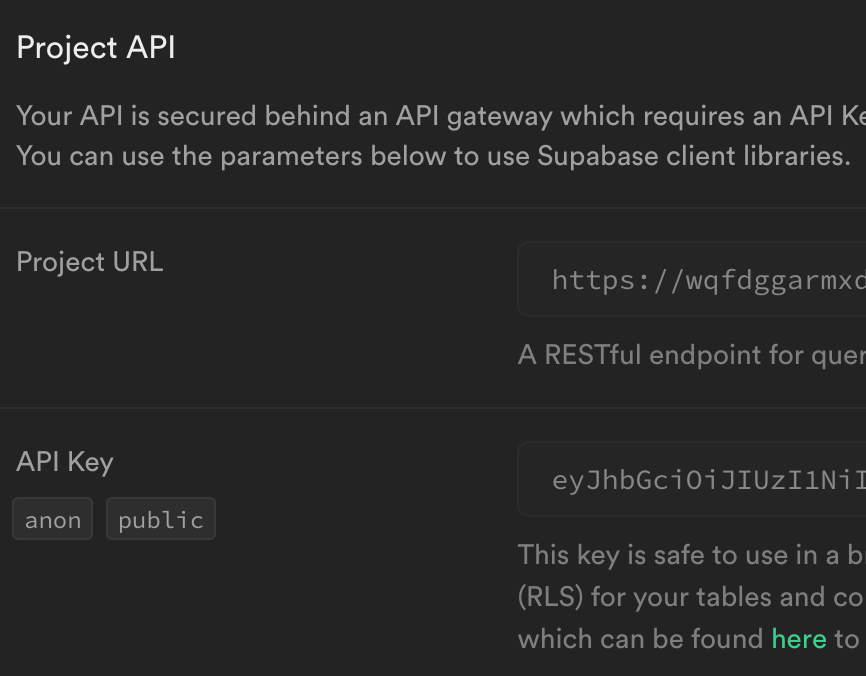 Project API
Your API is secured behind an API gateway which requires an API Ke
You can use the parameters below to use Supabase client libraries.
Project URL
https://wqfdggarmxd
A RESTful endpoint for quer
API Key
eyJhbGciOiJIUzI1NiI
anon public
This key is safe to use in a br
(RLS) for your tables and co
which can be found here to